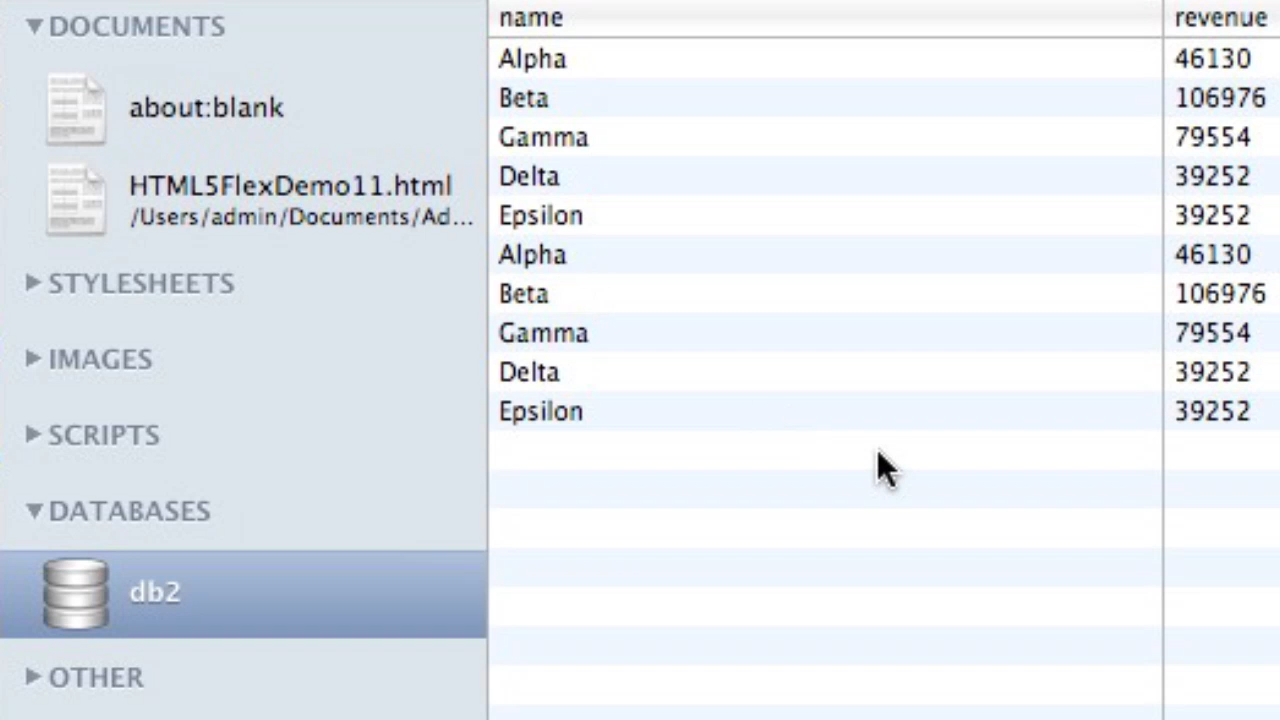 DOCUMENTS
about:blank
HTML5FlexDemo11.html
/Users/admin/Documents/Ad...
STYLESHEETS
IMAGES
SCRIPTS
DATABASES
db2
OTHER
name revenue
Alpha 46130
Beta 106976
Gamma 79554
Delta 39252
Epsilon 39252
Alpha 46130
Beta 106976
Gamma 79554
Delta 39252
Epsilon 39252